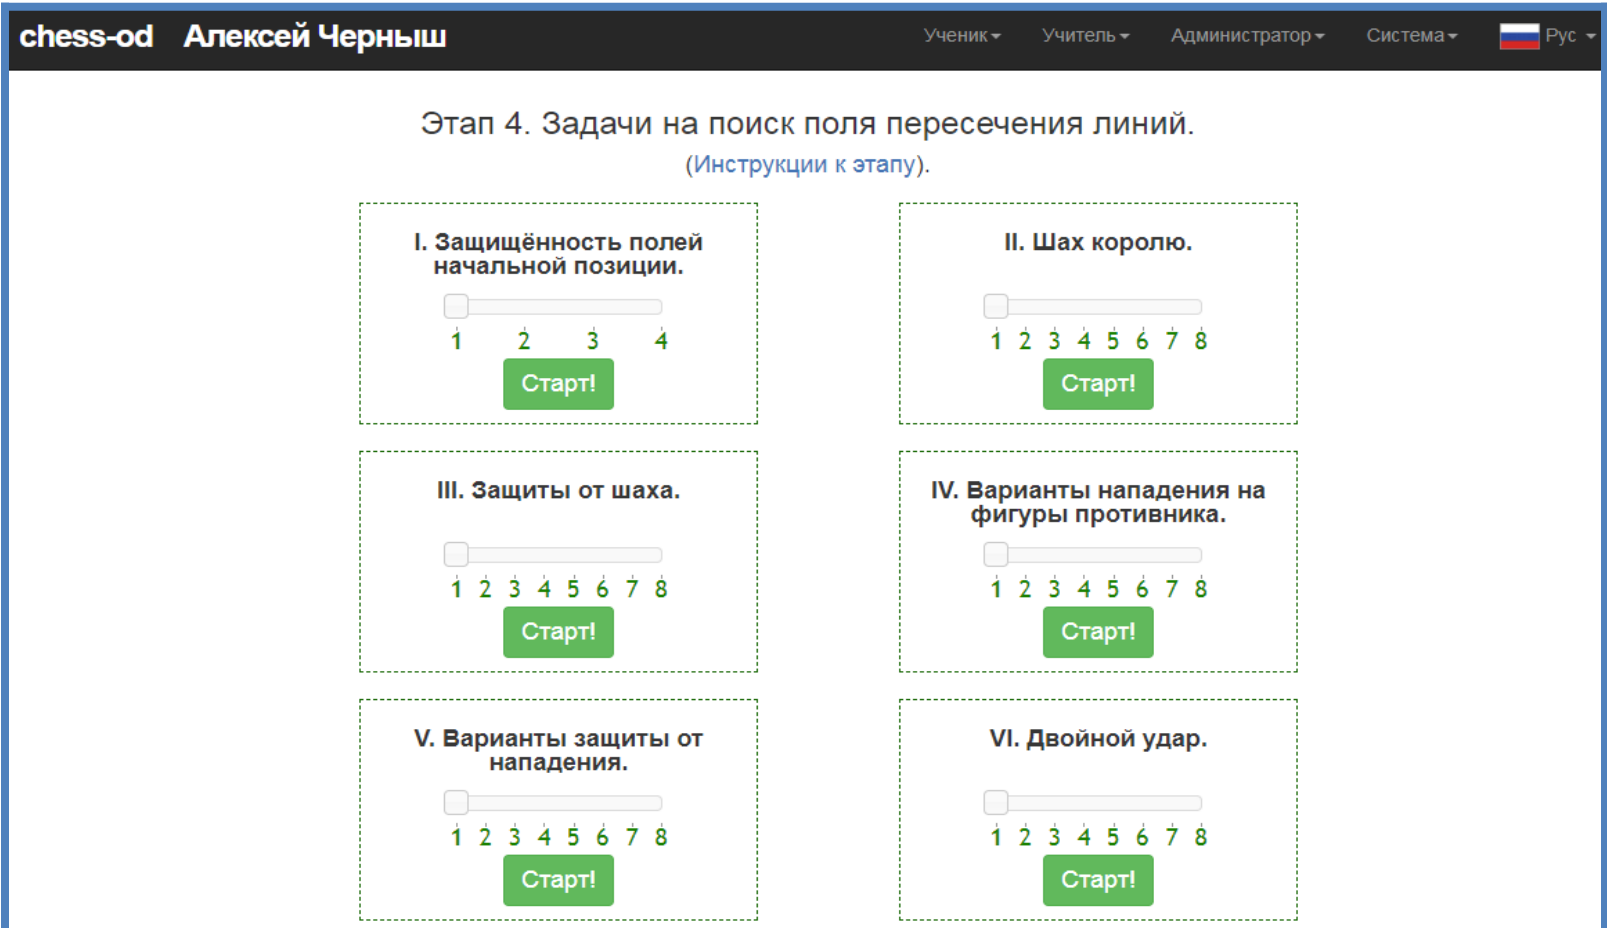 chess-od Алексей Черныш Ученик Учитель Администратор Система Рус
Этап 4. Задачи на поиск поля пересечения линий.
(Инструкции к этапу).
I. Защищённость полей
начальной позиции.
1 2 3 4
Старт!
II. Шах королю.
1 2 3 4 5 6 7 8
Старт!
III. Защиты от шаха.
1 2 3 4 5 6 7 8
Старт!
IV. Варианты нападения на
фигуры противника.
1 2 3 4 5 6 7 8
Старт!
V. Варианты защиты от
нападения.
1 2 3 4 5 6 7 8
Старт!
VI. Двойной удар.
1 2 3 4 5 6 7 8
Старт!